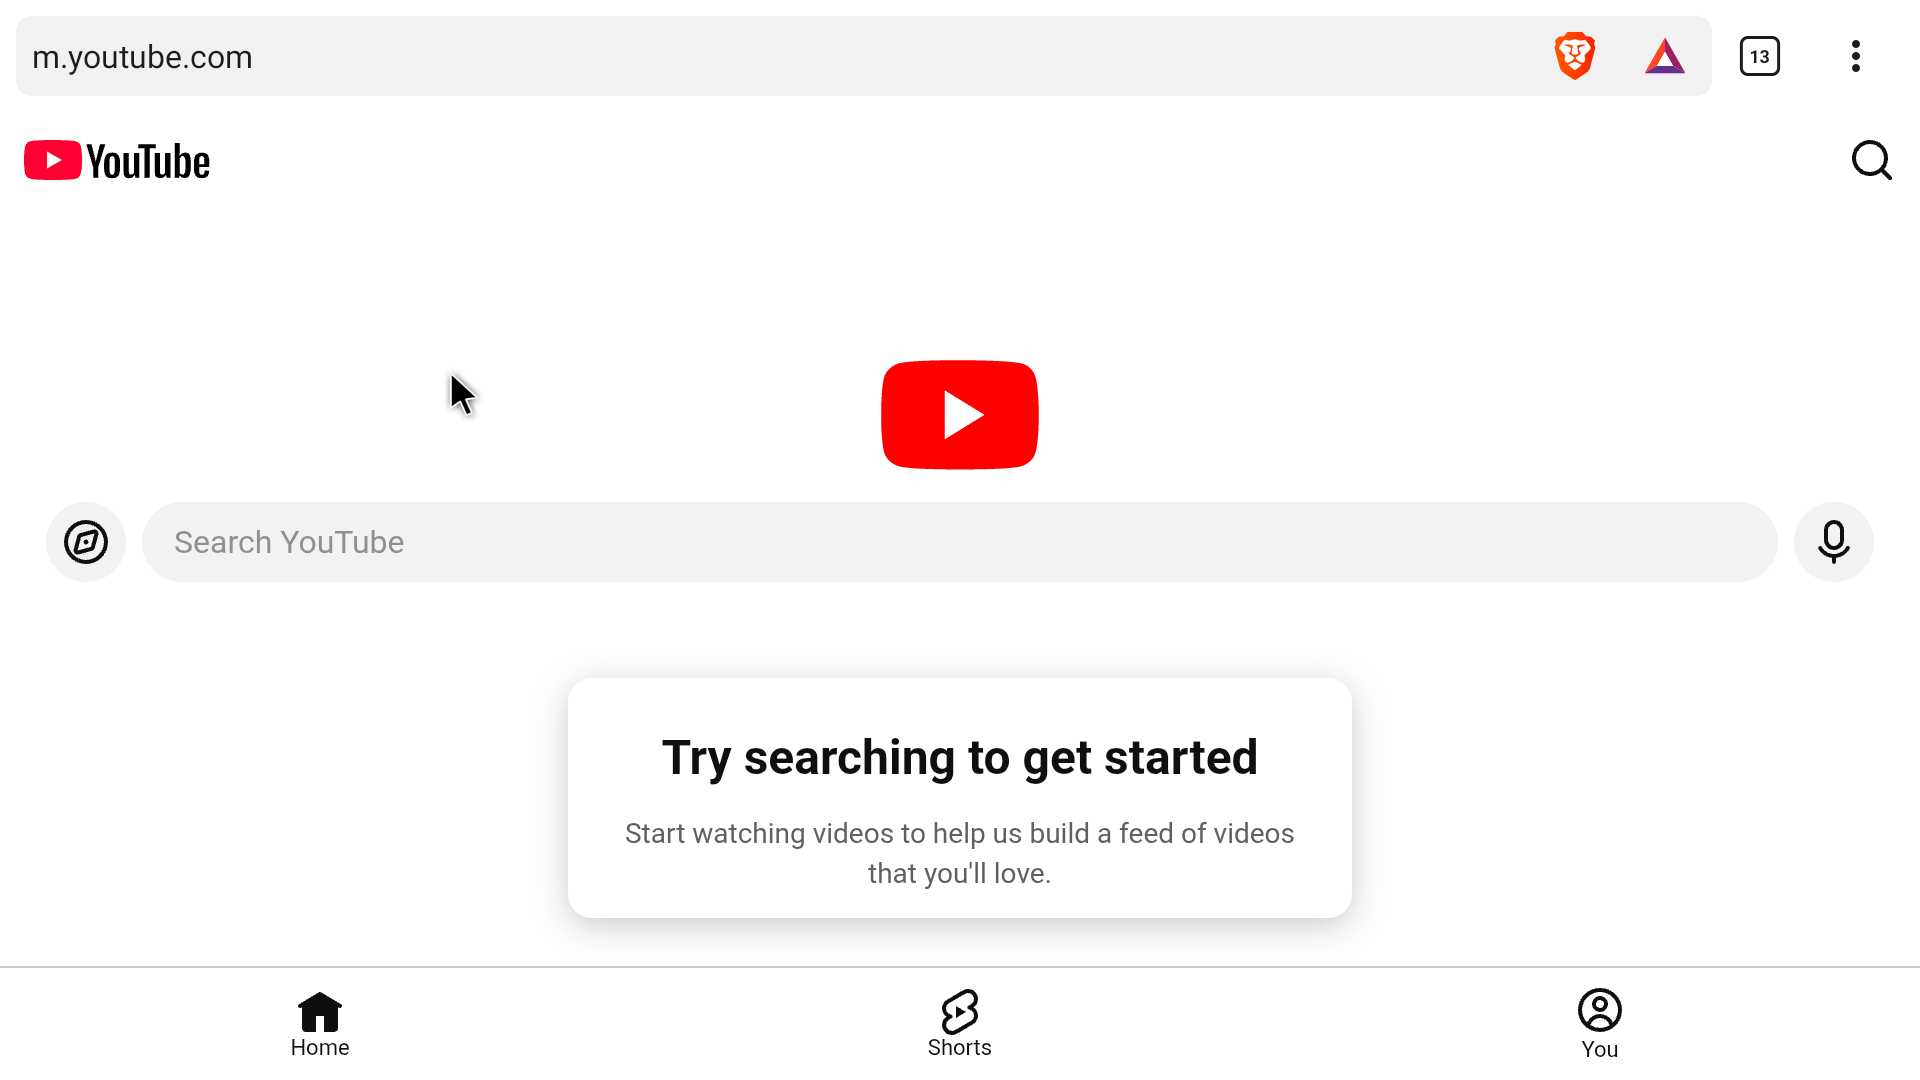 m.youtube.com
13
YouTube
Search YouTube
Try searching to get started
Start watching videos to help us build a feed of videos
that you'll love.
Home
Shorts
You